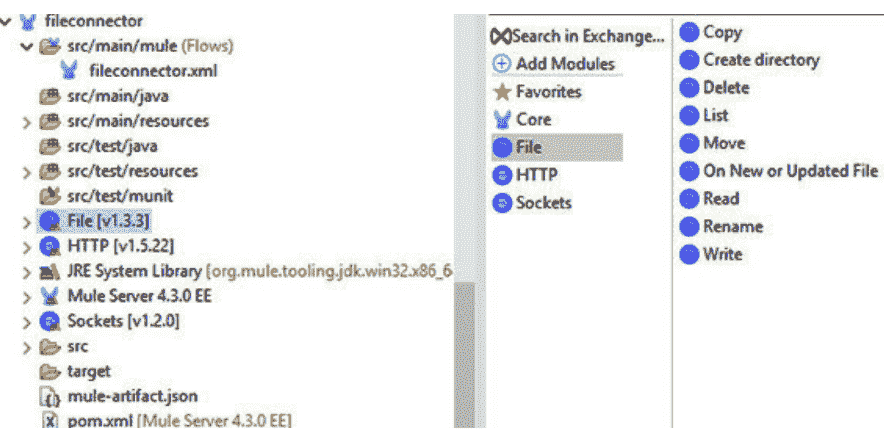 fileconnector
src/main/mule (Flows)
fileconnector.xml
src/main/java
src/main/resources
src/test/java
src/test/resources
src/test/munit
File [v1.3.3]
HTTP [v1.5.22]
JRE System Library [org.mule.tooling.jdk.win32.x86_6
Mule Server 4.3.0 EE
Sockets [v1.2.0]
src
target
mule-artifact.json
pom.xml [Mule Server 4.3.0 EE]
Search in Exchange...
Add Modules
Favorites
Core
File
HTTP
Sockets
Copy
Create directory
Delete
List
Move
On New or Updated File
Read
Rename
Write